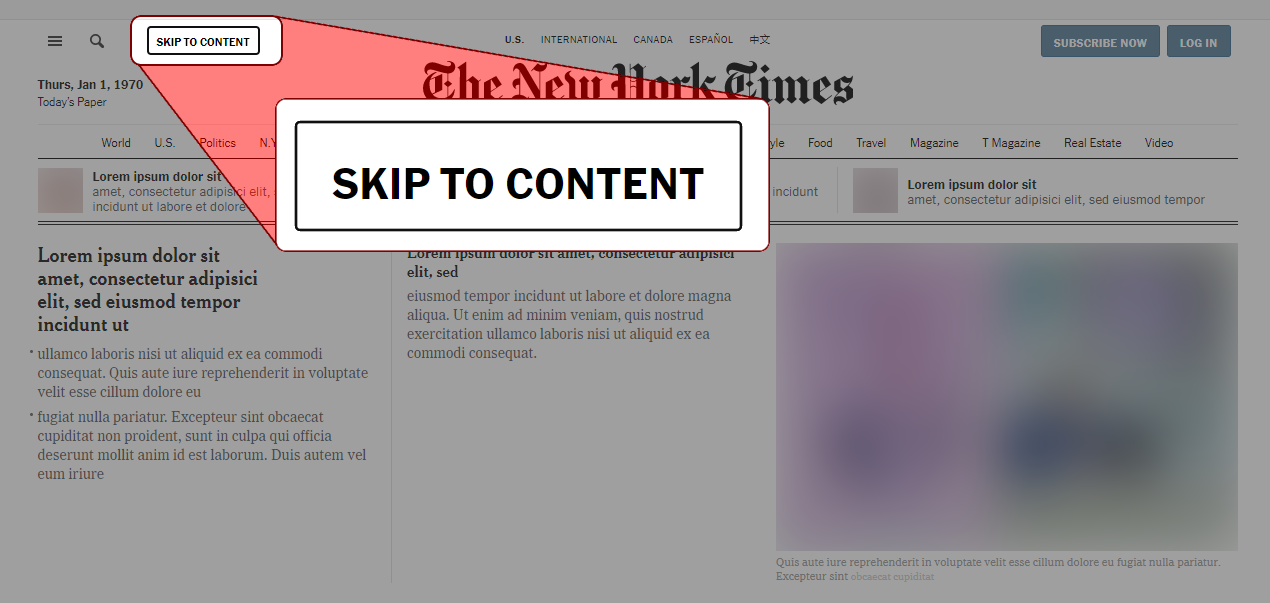 SKIP TO CONTENT
U.S. INTERNATIONAL CANADA ESPAÑOL 中文
SUBSCRIBE NOW LOG IN
Thurs, Jan 1, 1970
Today's Paper
The New York Times
World U.S. Politics N.Y. yle Food Travel Magazine T Magazine Real Estate Video
SKIP TO CONTENT
Lorem ipsum dolor sit
amet, consectetur adipisici elit,
incidunt ut labore et dolore
incidunt
Lorem ipsum dolor sit
amet, consectetur adipisici elit, sed eiusmod tempor
Lorem ipsum dolor sit
amet, consectetur adipisici
elit, sed eiusmod tempor
incidunt ut
• ullamco laboris nisi ut aliquid ex ea commodi
consequat. Quis aute iure reprehenderit in voluptate
velit esse cillum dolore eu
• fugiat nulla pariatur. Excepteur sint obcaecat
cupiditat non proident, sunt in culpa qui officia
deserunt mollit anim id est laborum. Duis autem vel
eum iriure
Lorem ipsum dolor sit amet, consectetur adipisici
elit, sed
eiusmod tempor incidunt ut labore et dolore magna
aliqua. Ut enim ad minim veniam, quis nostrud
exercitation ullamco laboris nisi ut aliquid ex ea
commodi consequat.
Quis aute iure reprehenderit in voluptate velit esse cillum dolore eu fugiat nulla pariatur.
Excepteur sint obcaecat cupiditat